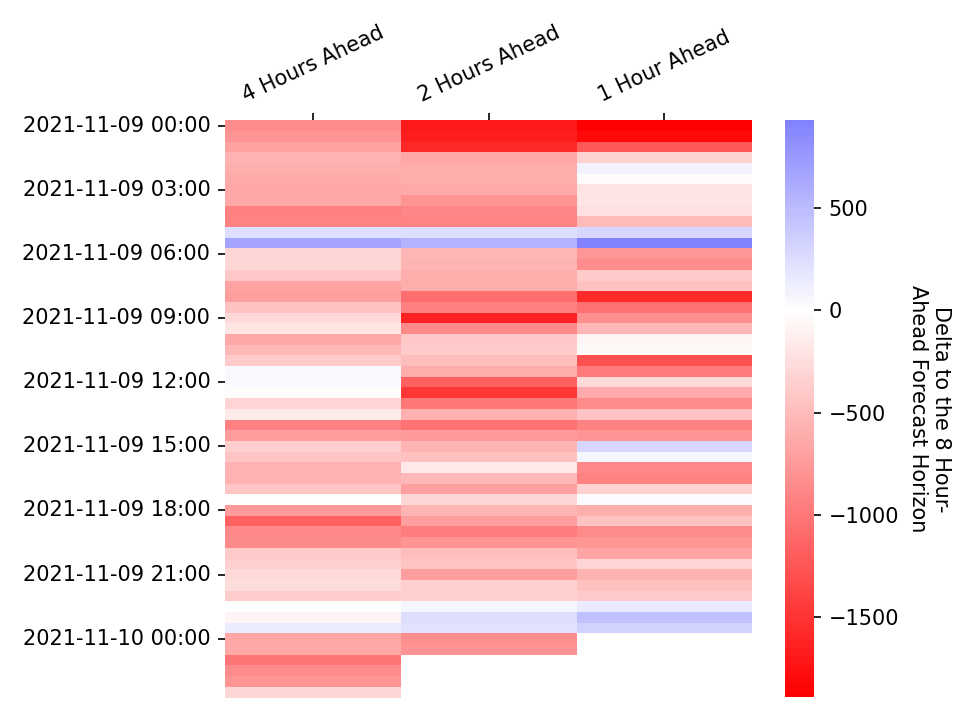 4 Hours Ahead
2 Hours Ahead
1 Hour Ahead
2021-11-09 00:00
2021-11-09 03:00
2021-11-09 06:00
2021-11-09 09:00
2021-11-09 12:00
2021-11-09 15:00
2021-11-09 18:00
2021-11-09 21:00
2021-11-10 00:00
500
0
−500
−1000
−1500
Delta to the 8 Hour-
Ahead Forecast Horizon